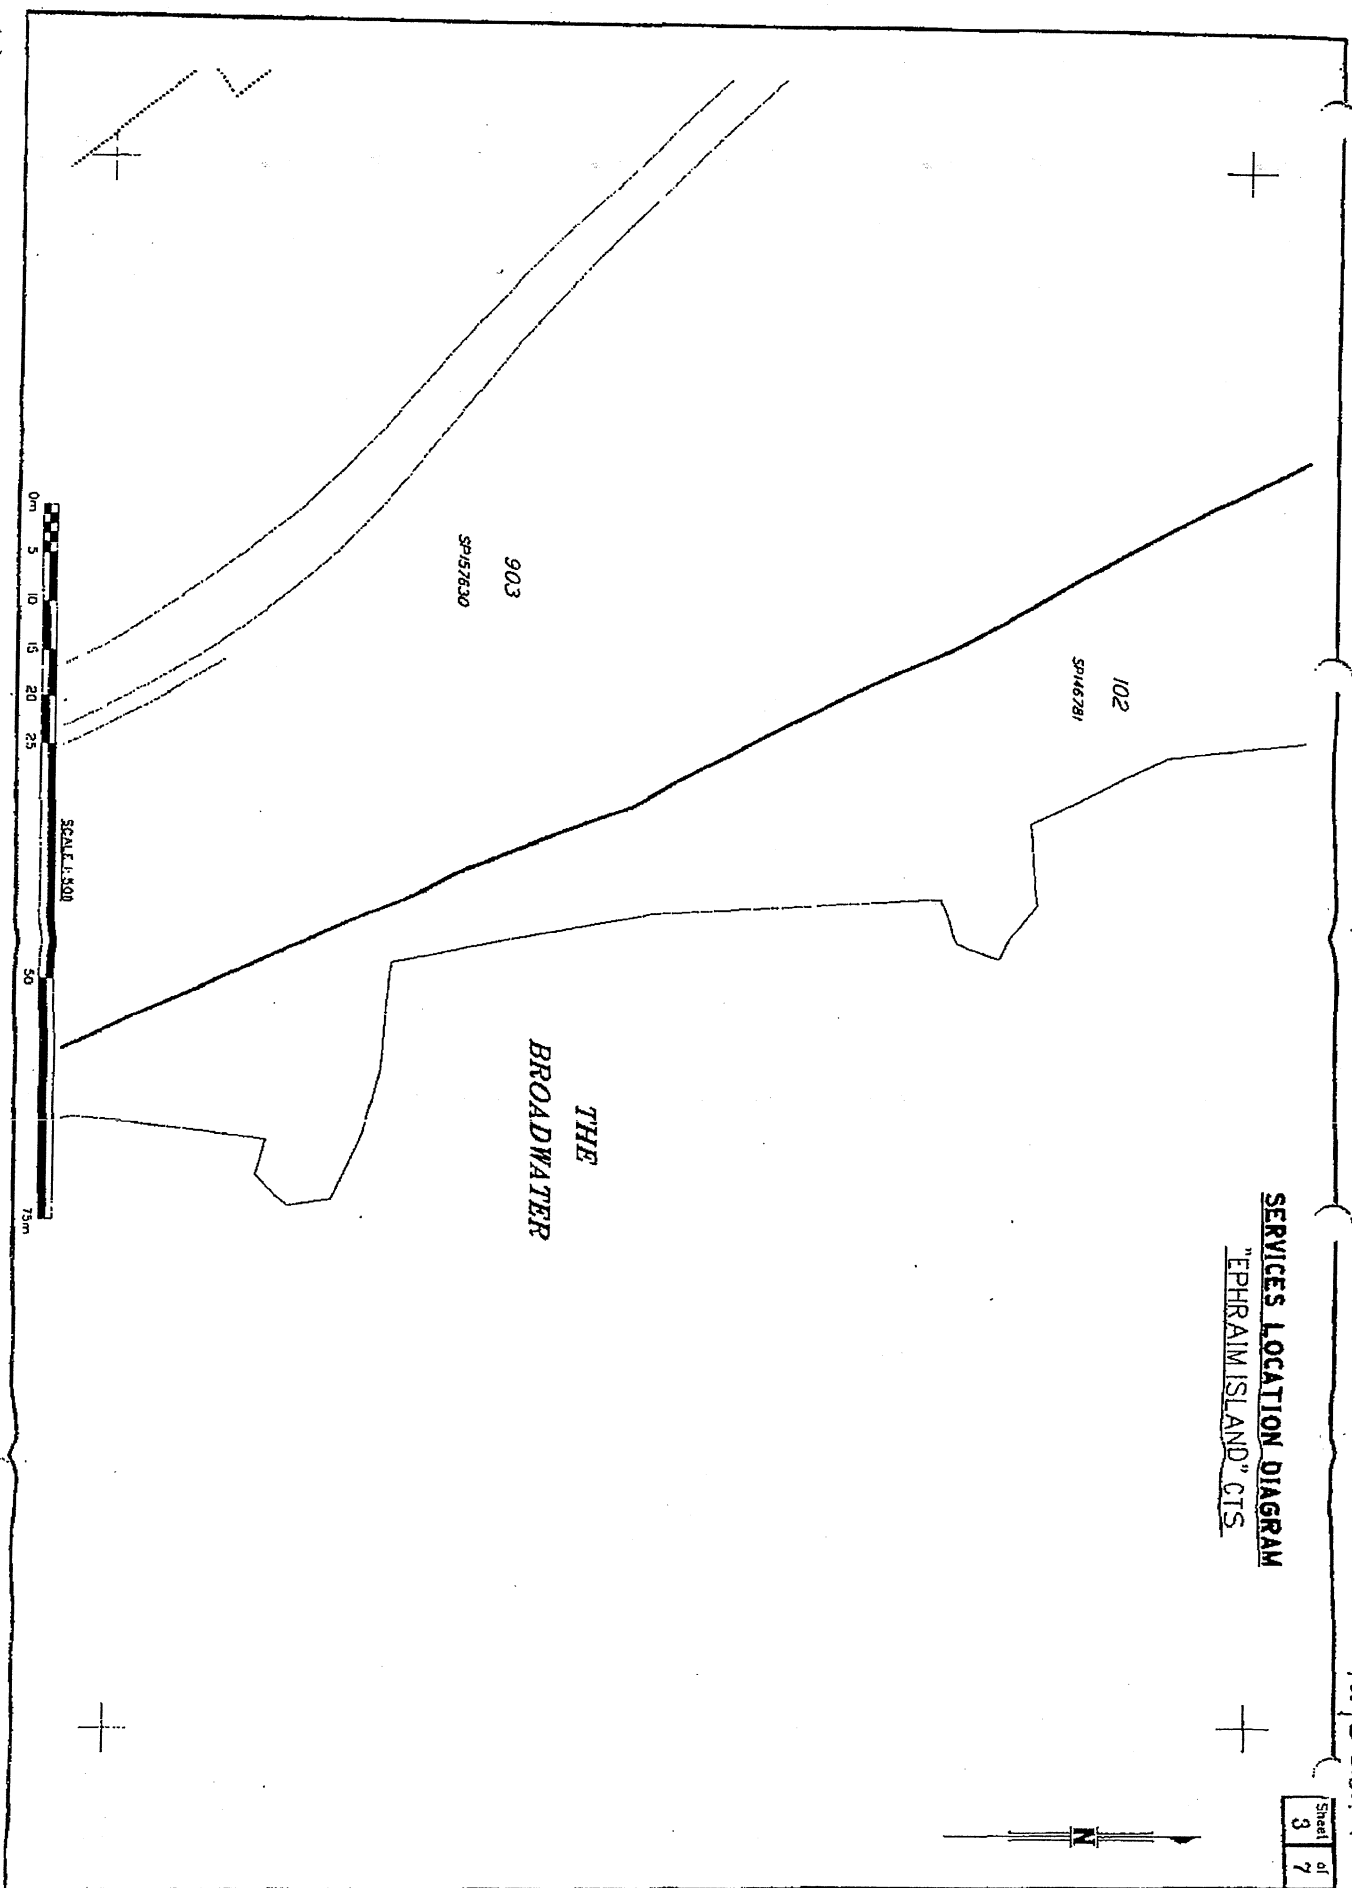 Sheet of
3 7
SERVICES LOCATION DIAGRAM
"EPHRAIM ISLAND" CTS
102
SP146781
903
SP157630
THE
BROADWATER
SCALE 1:500
0m 5 10 15 20 25 50 75m
N